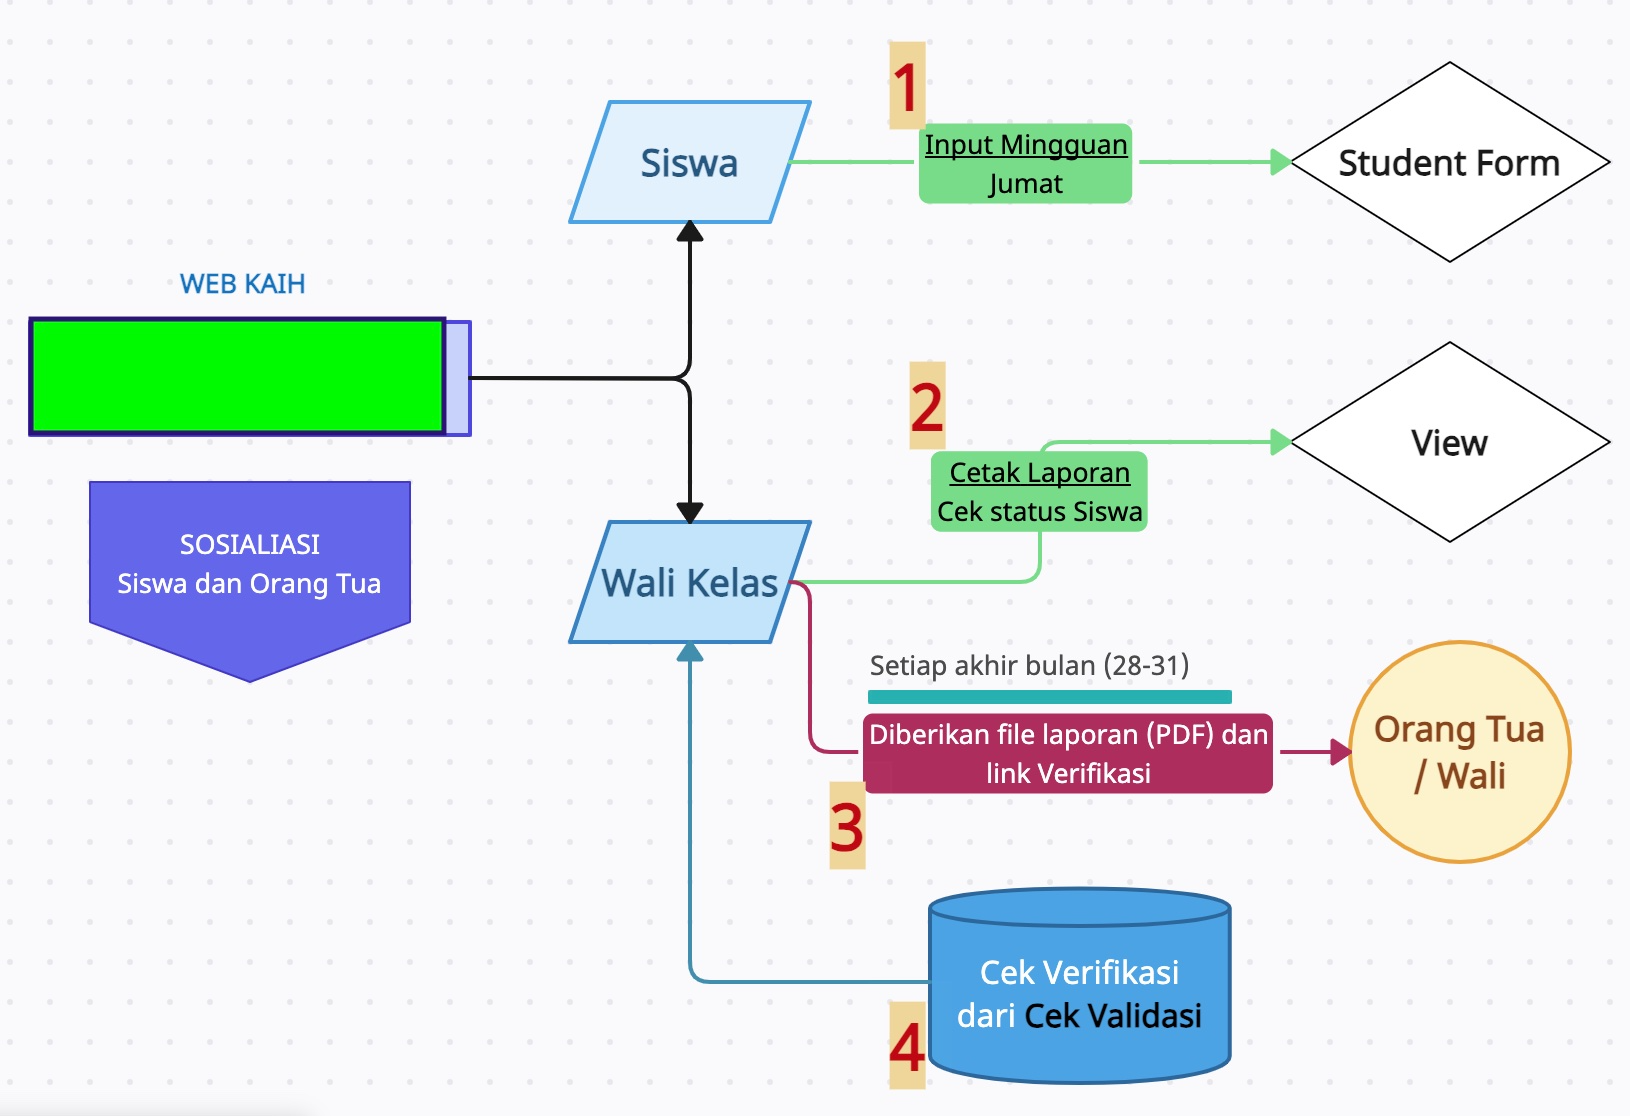 1
Siswa
Input Mingguan
Jumat
Student Form
WEB KAIH
2
Cetak Laporan
Cek status Siswa
View
SOSIALIASI
Siswa dan Orang Tua
Wali Kelas
Setiap akhir bulan (28-31)
Diberikan file laporan (PDF) dan
link Verifikasi
3
Orang Tua
/ Wali
Cek Verifikasi
dari Cek Validasi
4